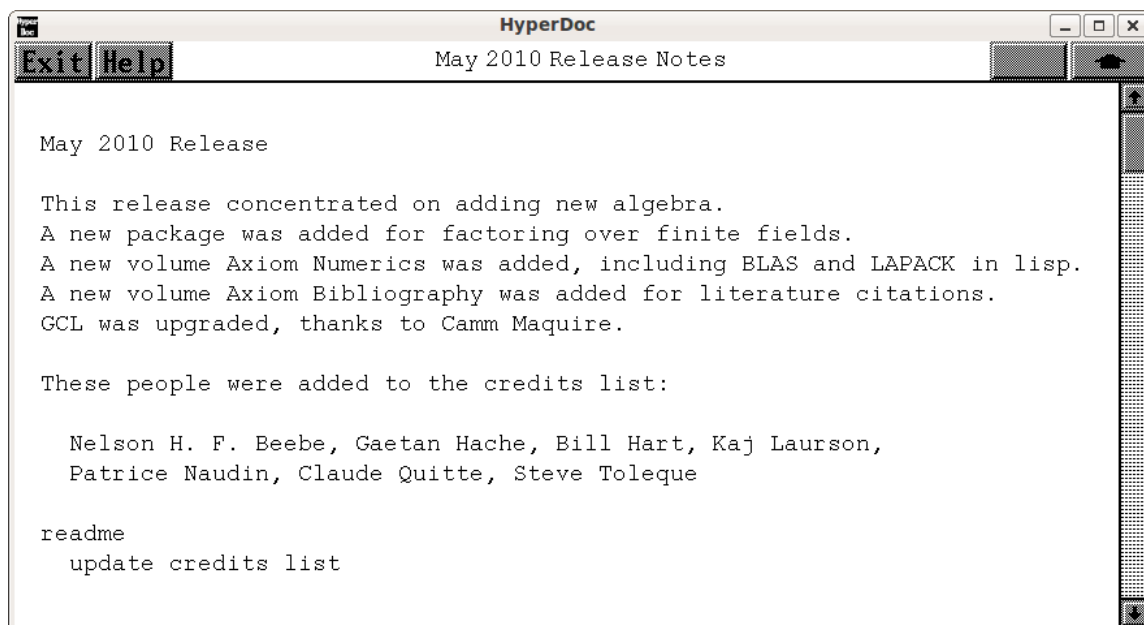 Hyper
Doc
HyperDoc
Exit Help
May 2010 Release Notes
May 2010 Release
This release concentrated on adding new algebra.
A new package was added for factoring over finite fields.
A new volume Axiom Numerics was added, including BLAS and LAPACK in lisp.
A new volume Axiom Bibliography was added for literature citations.
GCL was upgraded, thanks to Camm Maquire.
These people were added to the credits list:
Nelson H. F. Beebe, Gaetan Hache, Bill Hart, Kaj Laurson,
Patrice Naudin, Claude Quitte, Steve Toleque
readme
update credits list